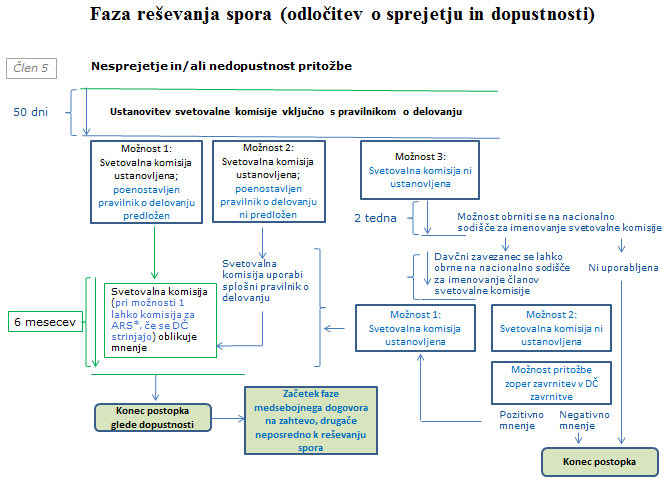 Faza reševanja spora (odločitev o sprejetju in dopustnosti)
Člen 5
Nesprejetje in/ali nedopustnost pritožbe
50 dni
Ustanovitev svetovalne komisije vključno s pravilnikom o delovanju
Možnost 1:
Svetovalna komisija
ustanovljena;
poenostavljen
pravilnik o delovanju
predložen
Možnost 2:
Svetovalna komisija
ustanovljena;
poenostavljen
pravilnik o delovanju
ni predložen
Možnost 3:
Svetovalna komisija ni
ustanovljena
2 tedna
Možnost obrniti se na nacionalno
sodišče za imenovanje svetovalne komisije
Davčni zavezanec se lahko
obrne na nacionalno sodišče
za imenovanje članov
svetovalne komisije
Ni uporabljena
Svetovalna
komisija uporabi
splošni pravilnik o
delovanju
6 mesecev
Svetovalna komisija
(pri možnosti 1
lahko komisija za
ARS*, če se DČ
strinjajo) oblikuje
mnenje
Možnost 1:
Svetovalna komisija
ustanovljena
Možnost 2:
Svetovalna komisija ni
ustanovljena
Možnost pritožbe
zoper zavrnitev v DČ
zavrnitve
Pozitivno
mnenje
Negativno
mnenje
Konec postopka
glede dopustnosti
Začetek faze
medsebojnega dogovora
na zahtevo, drugače
neposredno k reševanju
spora
Konec postopka